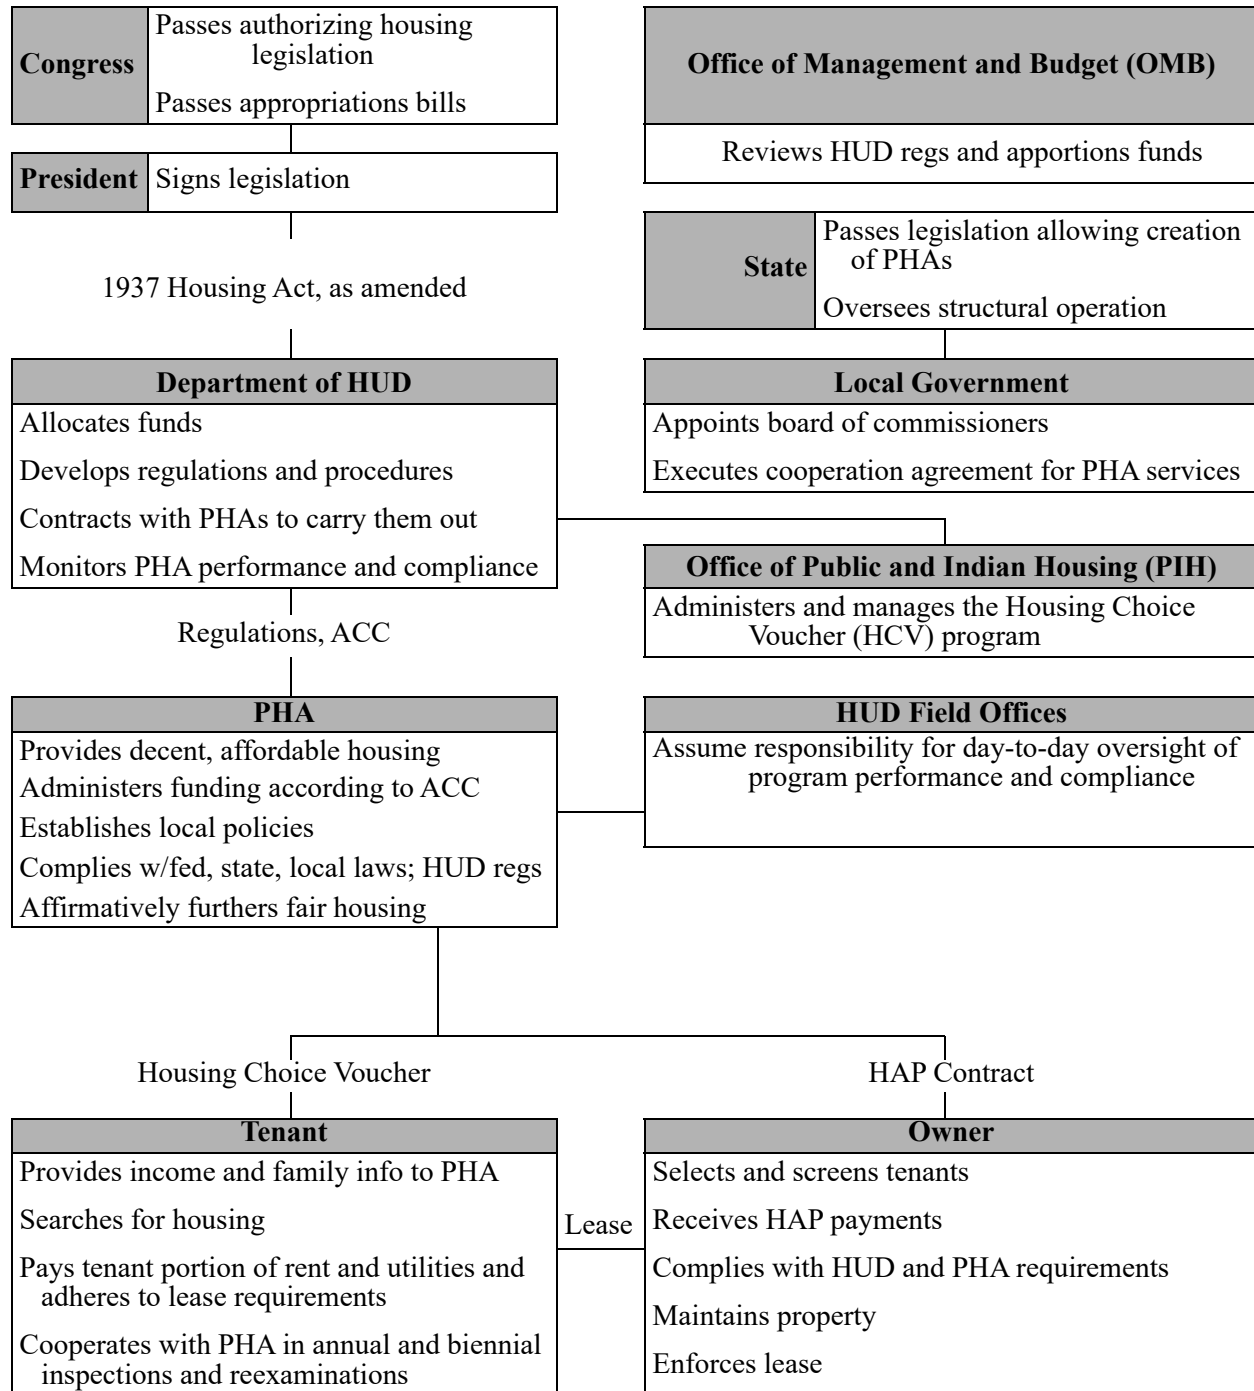 Congress
Passes authorizing housing
legislation
Passes appropriations bills
Office of Management and Budget (OMB)
Reviews HUD regs and apportions funds
President
Signs legislation
State
Passes legislation allowing creation
of PHAs
Oversees structural operation
1937 Housing Act, as amended
Department of HUD
Allocates funds
Develops regulations and procedures
Contracts with PHAs to carry them out
Monitors PHA performance and compliance
Local Government
Appoints board of commissioners
Executes cooperation agreement for PHA services
Office of Public and Indian Housing (PIH)
Administers and manages the Housing Choice
Voucher (HCV) program
Regulations, ACC
PHA
Provides decent, affordable housing
Administers funding according to ACC
Establishes local policies
Complies w/fed, state, local laws; HUD regs
Affirmatively furthers fair housing
HUD Field Offices
Assume responsibility for day-to-day oversight of
program performance and compliance
Housing Choice Voucher
HAP Contract
Tenant
Provides income and family info to PHA
Searches for housing
Pays tenant portion of rent and utilities and
adheres to lease requirements
Cooperates with PHA in annual and biennial
inspections and reexaminations
Lease
Owner
Selects and screens tenants
Receives HAP payments
Complies with HUD and PHA requirements
Maintains property
Enforces lease